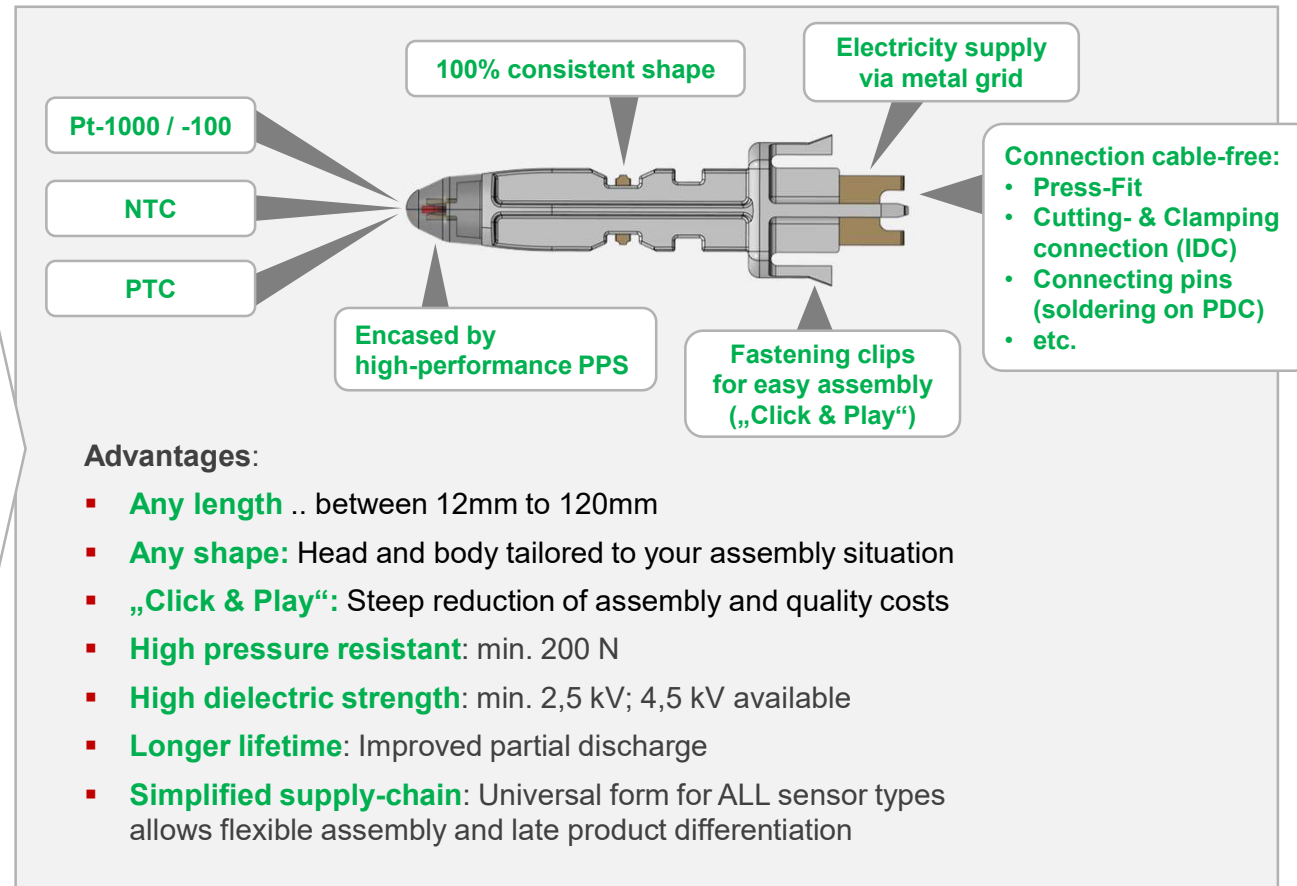 100% consistent shape
Electricity supply
via metal grid
Pt-1000 / -100
NTC
PTC
Connection cable-free:
• Press-Fit
• Cutting- & Clamping
connection (IDC)
• Connecting pins
(soldering on PDC)
• etc.
Encased by
high-performance PPS
Fastening clips
for easy assembly
(„Click & Play“)
Advantages:
▪ Any length .. between 12mm to 120mm
▪ Any shape: Head and body tailored to your assembly situation
▪ „Click & Play“: Steep reduction of assembly and quality costs
▪ High pressure resistant: min. 200 N
▪ High dielectric strength: min. 2,5 kV; 4,5 kV available
▪ Longer lifetime: Improved partial discharge
▪ Simplified supply-chain: Universal form for ALL sensor types
allows flexible assembly and late product differentiation